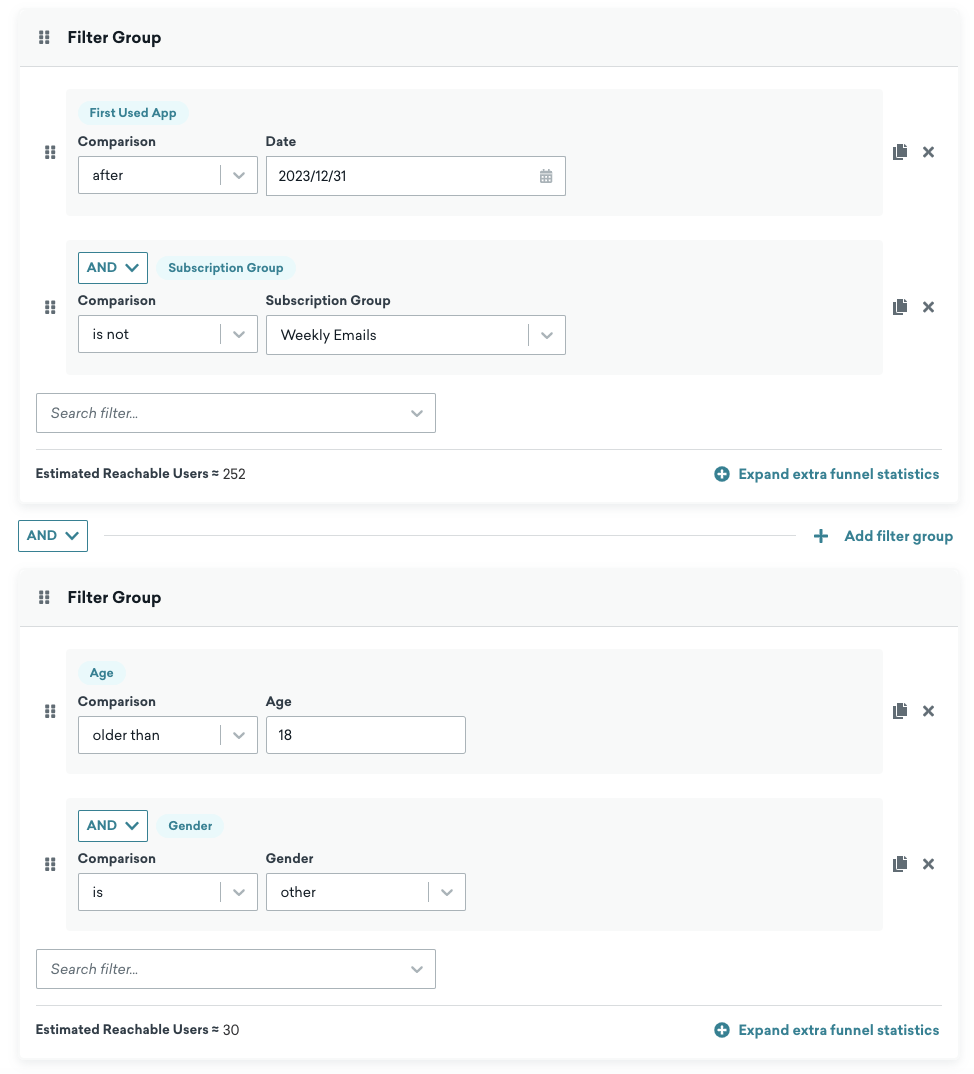 Filter Group
First Used App
Comparison Date
after 2023/12/31
AND Subscription Group
Comparison Subscription Group
is not Weekly Emails
Search filter...
Estimated Reachable Users ≈ 252 Expand extra funnel statistics
AND Add filter group
Filter Group
Age
Comparison Age
older than 18
AND Gender
Comparison Gender
is other
Search filter...
Estimated Reachable Users ≈ 30 Expand extra funnel statistics